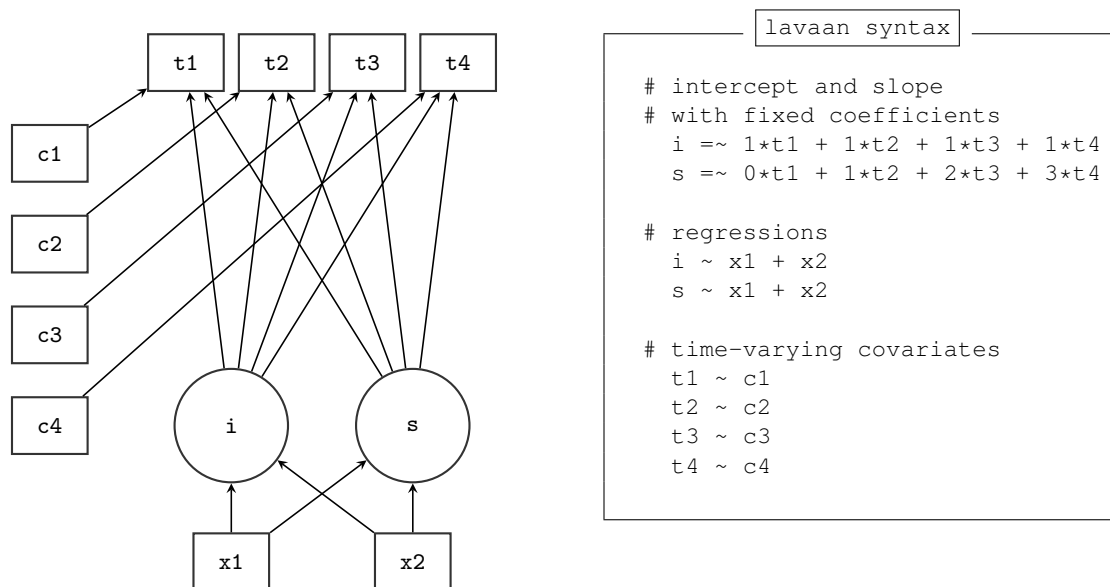 t1 t2 t3 t4
c1
c2
c3
c4
i s
x1 x2
lavaan syntax
# intercept and slope
# with fixed coefficients
i =~ 1*t1 + 1*t2 + 1*t3 + 1*t4
s =~ 0*t1 + 1*t2 + 2*t3 + 3*t4
# regressions
i ~ x1 + x2
s ~ x1 + x2
# time-varying covariates
t1 ~ c1
t2 ~ c2
t3 ~ c3
t4 ~ c4